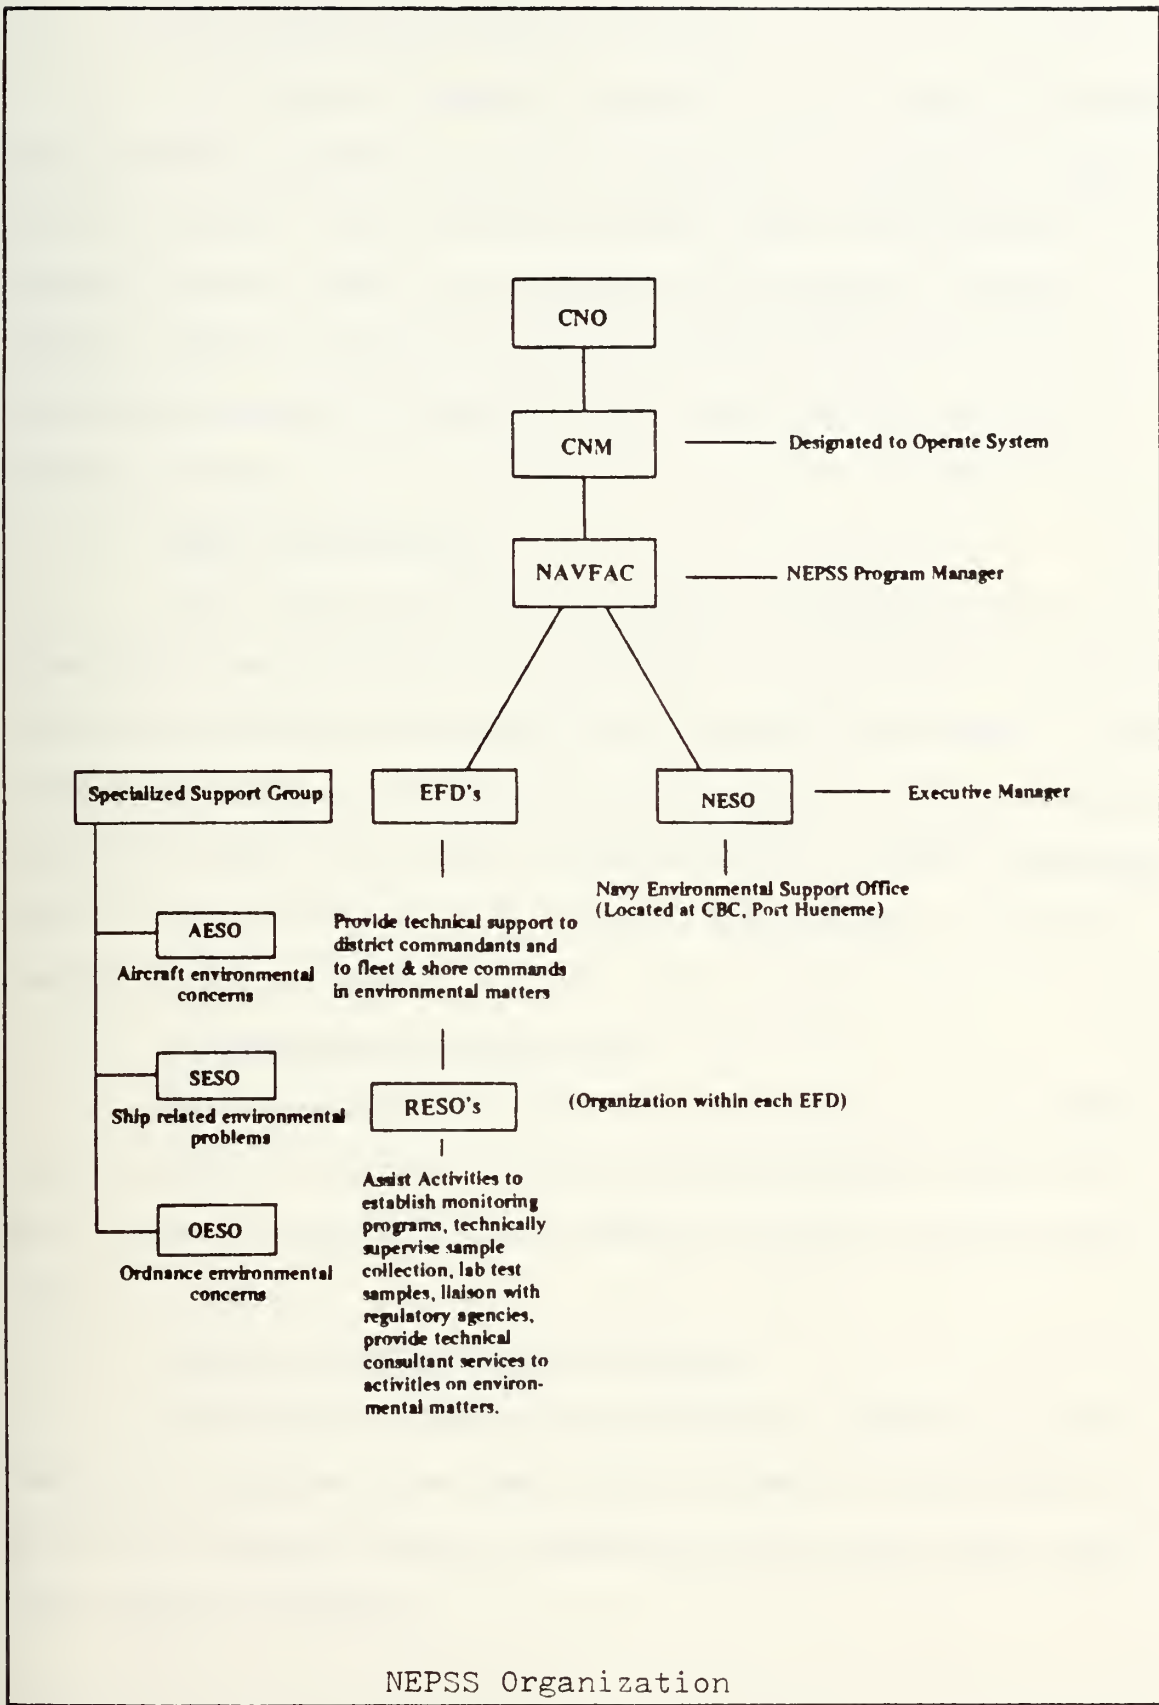 CNO
CNM
Designated to Operate System
NAVFAC
NEPSS Program Manager
Specialized Support Group
EFD's
NESO
Executive Manager
Navy Environmental Support Office
(Located at CBC, Port Hueneme)
AESO
Aircraft environmental
concerns
Provide technical support to
district commandants and
to fleet & shore commands
in environmental matters
SESO
Ship related environmental
problems
RESO's
(Organization within each EFD)
OESO
Ordnance environmental
concerns
Assist Activities to
establish monitoring
programs, technically
supervise sample
collection, lab test
samples, liaison with
regulatory agencies,
provide technical
consultant services to
activities on environ-
mental matters.
NEPSS Organization